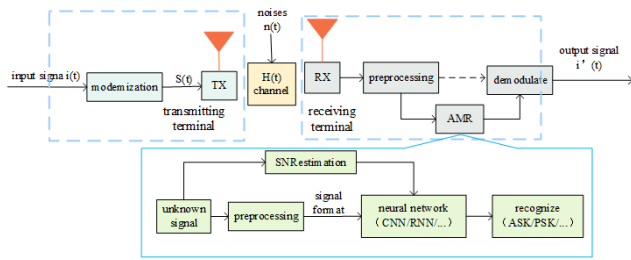 noises
n(t)
output signal
i'(t)
input signa i(t)
modemization
S(t)
TX
H(t)
channel
RX
preprocessing
demodulate
transmitting
terminal
receiving
terminal
AMR
SNRestimation
signal
format
unknown
signal
preprocessing
neural network
(CNN/RNN/...)
recognize
(ASK/PSK/...)